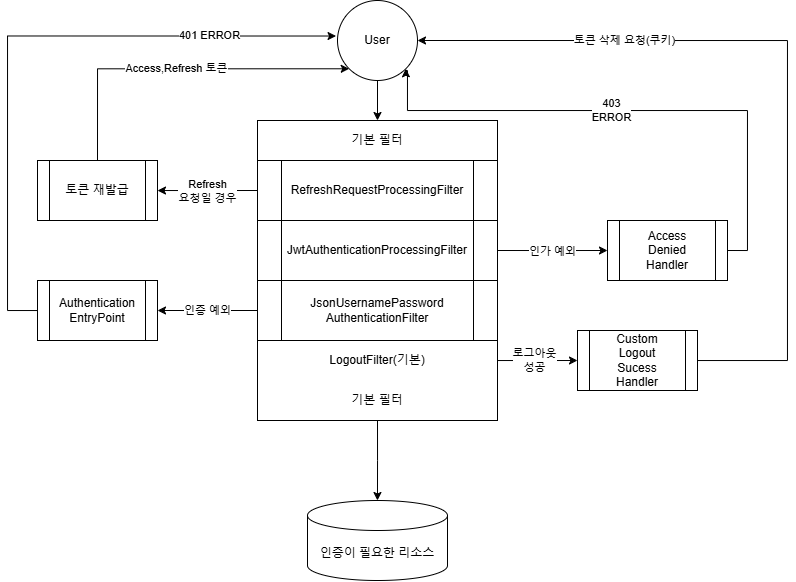 User
401 ERROR
토큰 삭제 요청(쿠키)
Access,Refresh 토큰
403
ERROR
기본 필터
토큰 재발급
Refresh
요청일 경우
RefreshRequestProcessingFilter
JwtAuthenticationProcessingFilter
인가 예외
Access
Denied
Handler
Authentication
EntryPoint
인증 예외
JsonUsernamePassword
AuthenticationFilter
LogoutFilter(기본)
로그아웃
성공
Custom
Logout
Sucess
Handler
기본 필터
인증이 필요한 리소스